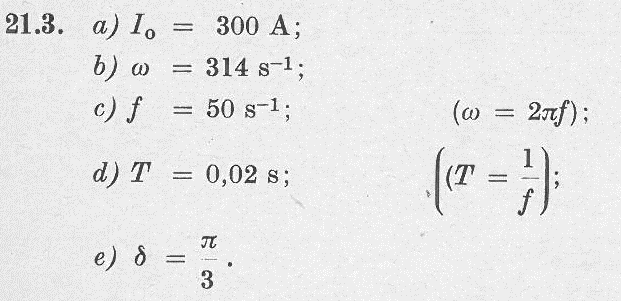 21.3. a) I₀ = 300 A;
b) ω = 314 s⁻¹;
c) f = 50 s⁻¹; (ω = 2πf);
d) T = 0,02 s; ((T = 1/f);
e) δ = π/3.